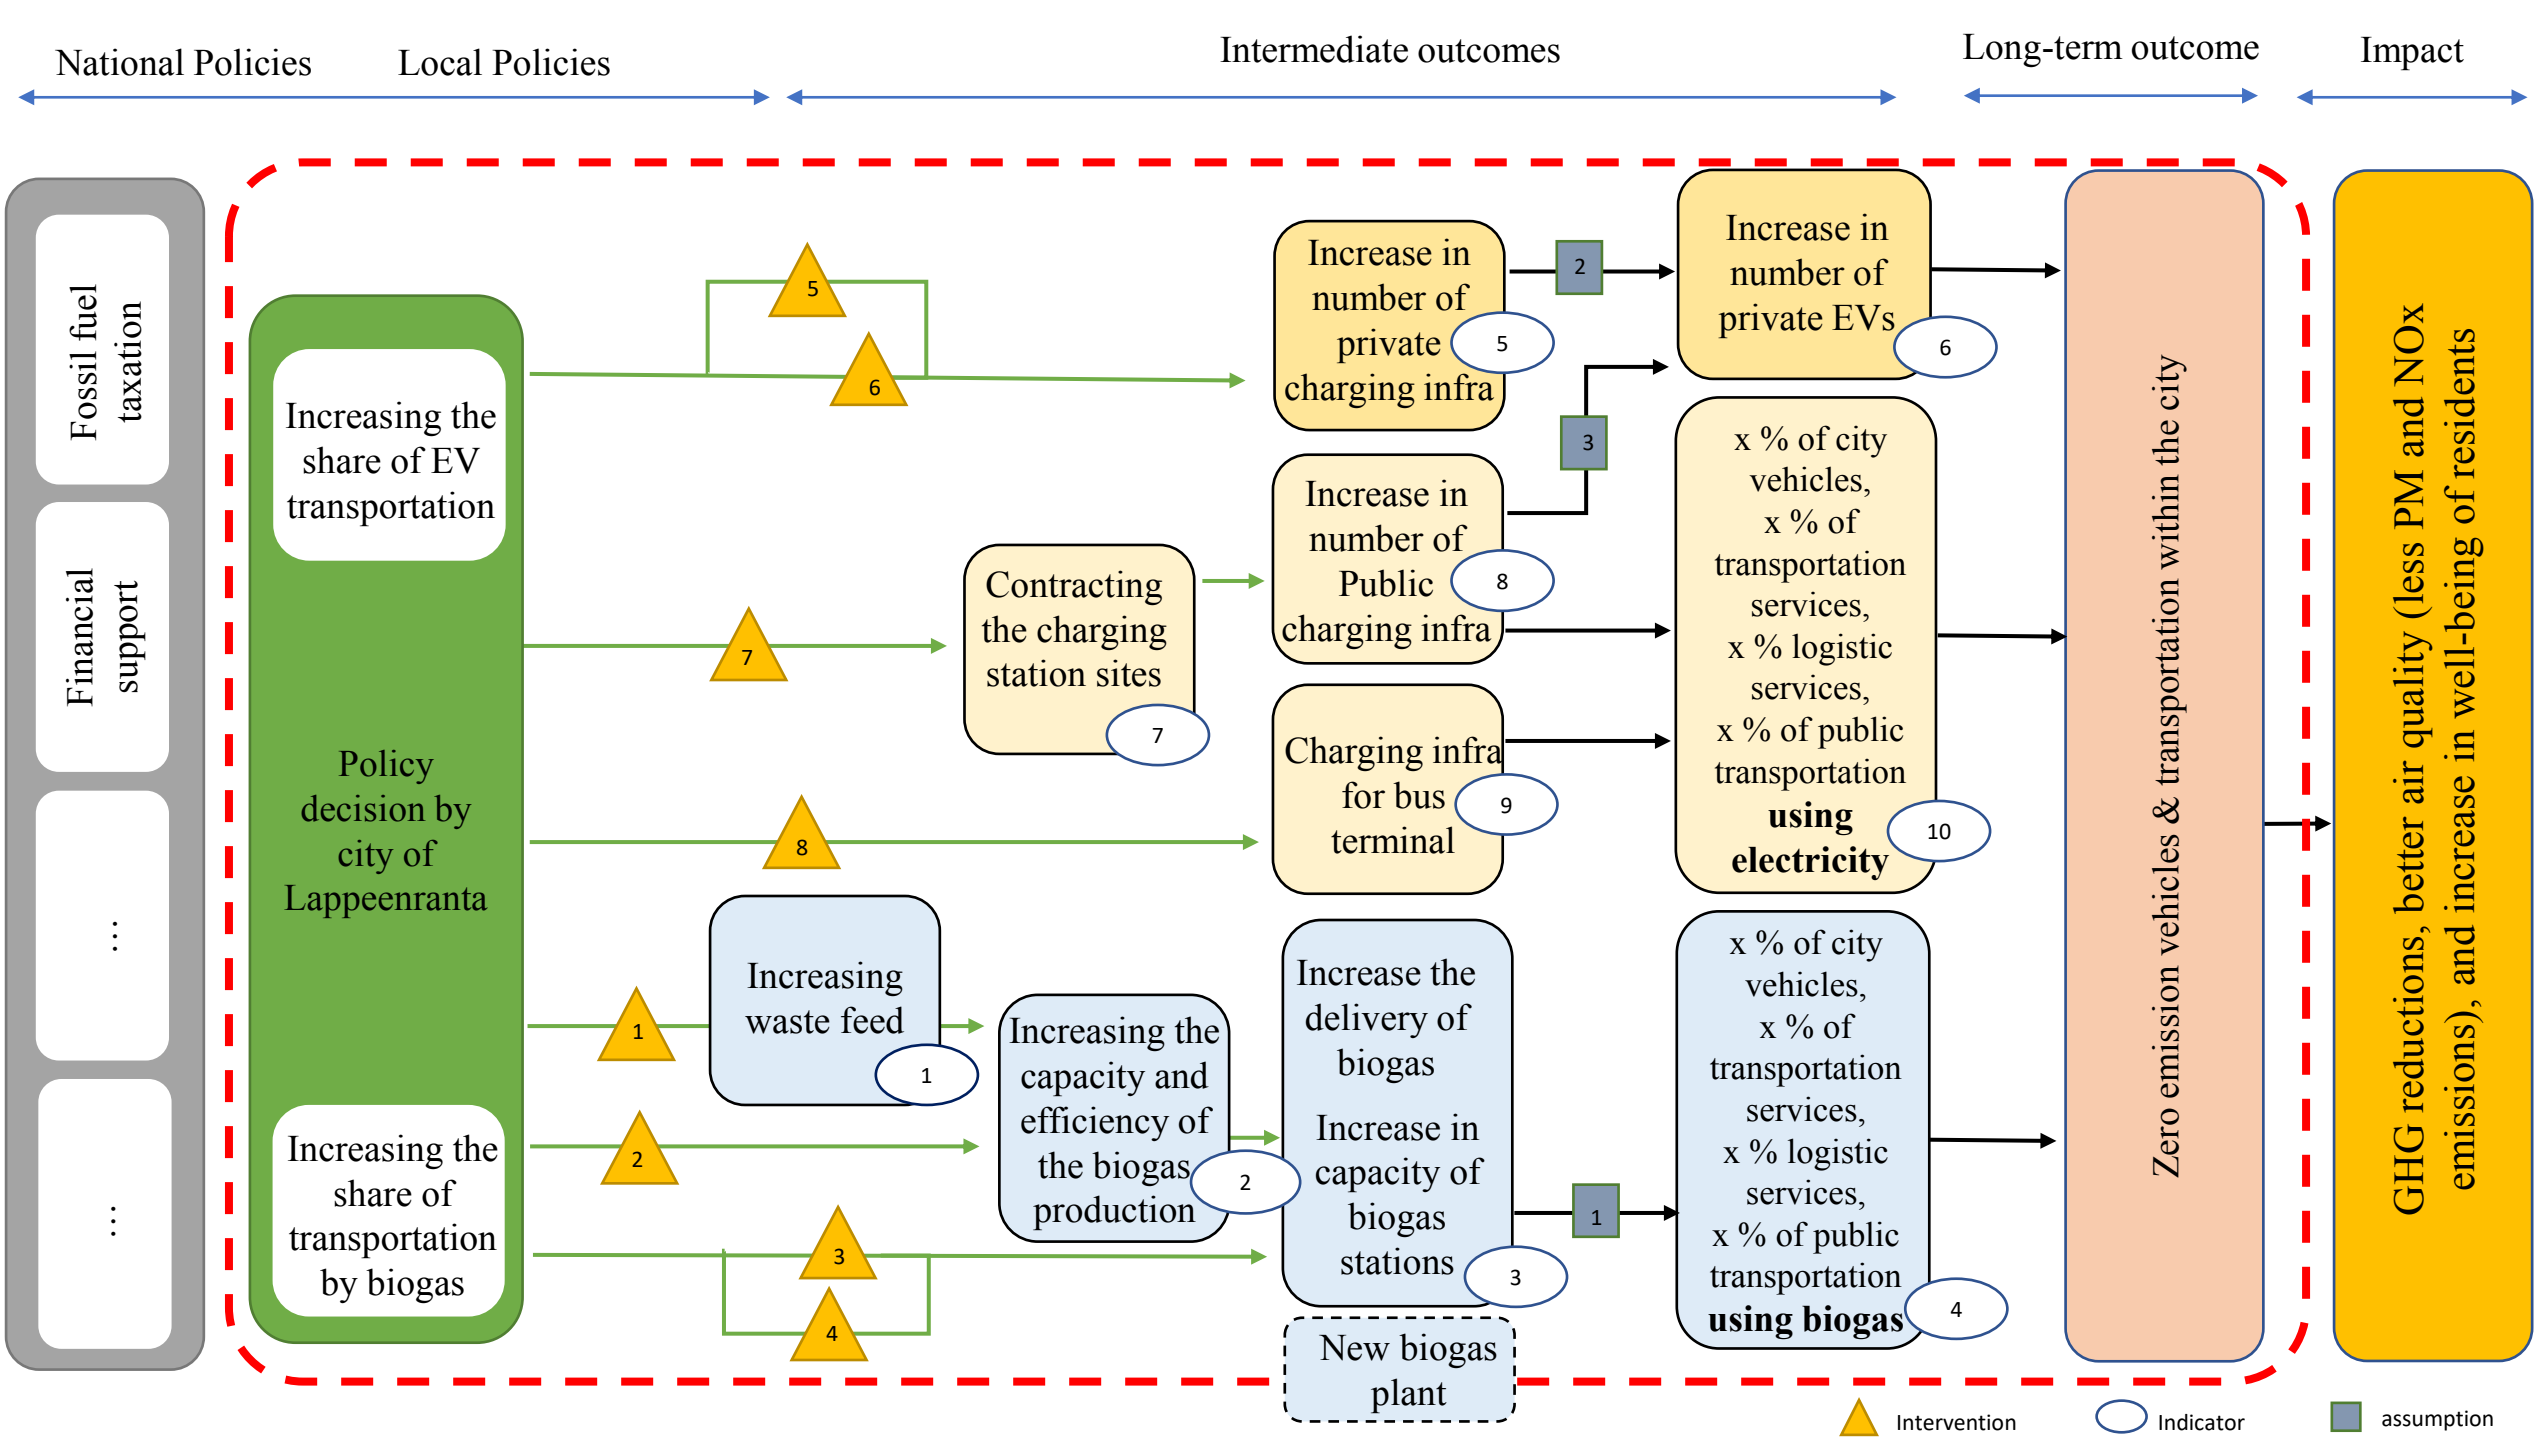 National Policies
Local Policies
Intermediate outcomes
Long-term outcome
Impact
Fossil fuel
taxation
Financial
support
...
...
Increasing the
share of EV
transportation
Policy
decision by
city of
Lappeenranta
Increasing the
share of
transportation
by biogas
5
6
7
8
1
2
3
4
Increasing
waste feed
1
Contracting
the charging
station sites
7
Increasing the
capacity and
efficiency of
the biogas
production
2
Increase in
number of
private
charging infra
5
Increase in
number of
Public
charging infra
8
Charging infra
for bus
terminal
9
Increase the
delivery of
biogas
Increase in
capacity of
biogas
stations
3
New biogas
plant
2
3
1
Increase in
number of
private EVs
6
x % of city
vehicles,
x % of
transportation
services,
x % logistic
services,
x % of public
transportation
using
electricity
10
x % of city
vehicles,
x % of
transportation
services,
x % logistic
services,
x % of public
transportation
using biogas
4
Zero emission vehicles & transportation within the city
GHG reductions, better air quality (less PM and NOx
emissions), and increase in well-being of residents
Intervention
Indicator
assumption